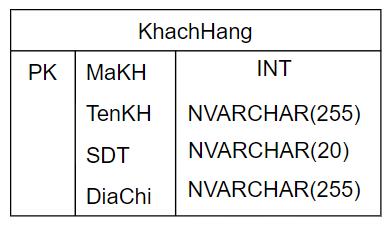 KhachHang
PK MaKH INT
TenKH NVARCHAR(255)
SDT NVARCHAR(20)
DiaChi NVARCHAR(255)